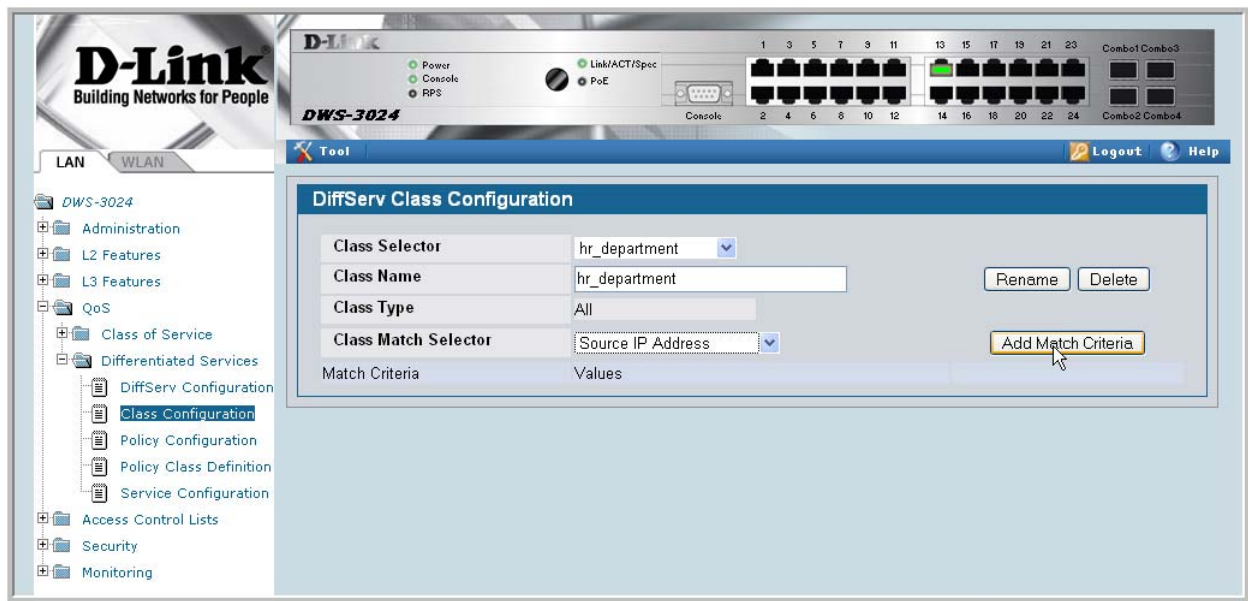 D-Link
Building Networks for People
D-Link
Power
Console
RPS
Link/ACT/Spec
PoE
1 3 5 7 9 11 13 15 17 19 21 23 Combo1 Combo3
DWS-3024
Console
2 4 6 8 10 12 14 16 18 20 22 24 Combo2 Combo4
LAN WLAN
Tool
Logout
Help
DWS-3024
Administration
L2 Features
L3 Features
QoS
Class of Service
Differentiated Services
DiffServ Configuration
Class Configuration
Policy Configuration
Policy Class Definition
Service Configuration
Access Control Lists
Security
Monitoring
DiffServ Class Configuration
Class Selector hr_department
Class Name hr_department Rename Delete
Class Type All
Class Match Selector Source IP Address Add Match Criteria
Match Criteria Values